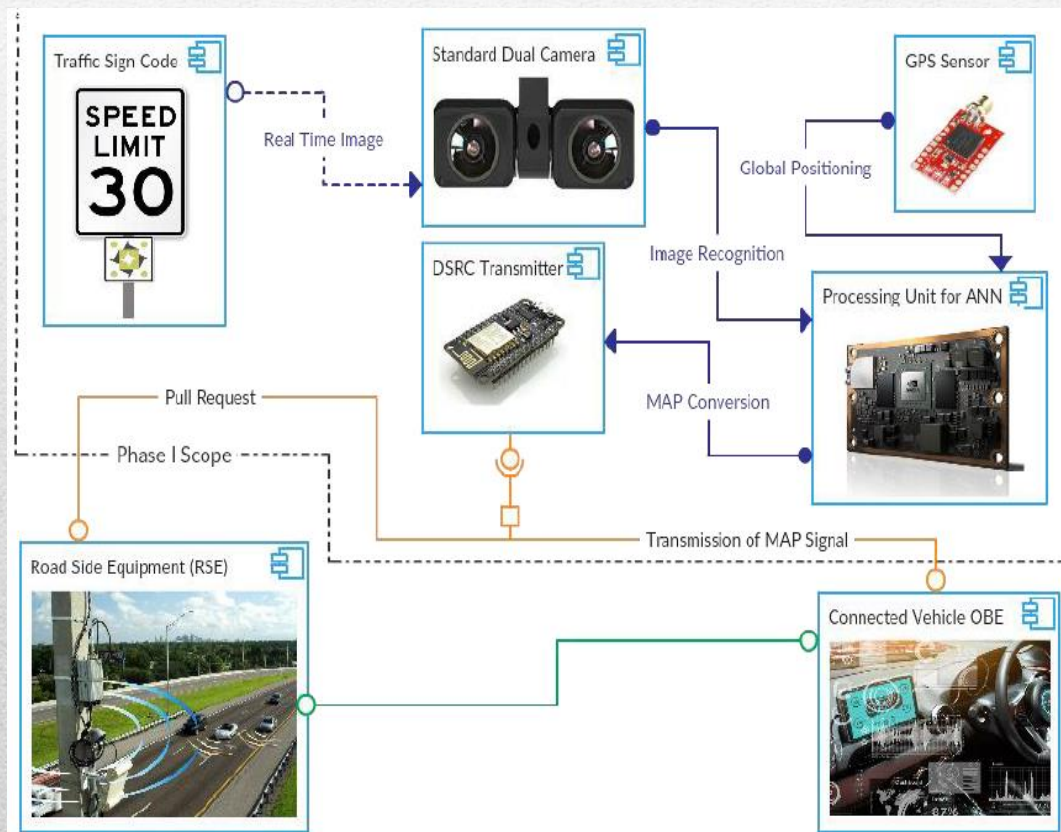 Traffic Sign Code
SPEED
LIMIT
30
Real Time Image
Standard Dual Camera
GPS Sensor
Global Positioning
Image Recognition
DSRC Transmitter
Processing Unit for ANN
MAP Conversion
Pull Request
Phase I Scope
Transmission of MAP Signal
Road Side Equipment (RSE)
Connected Vehicle OBE
87%